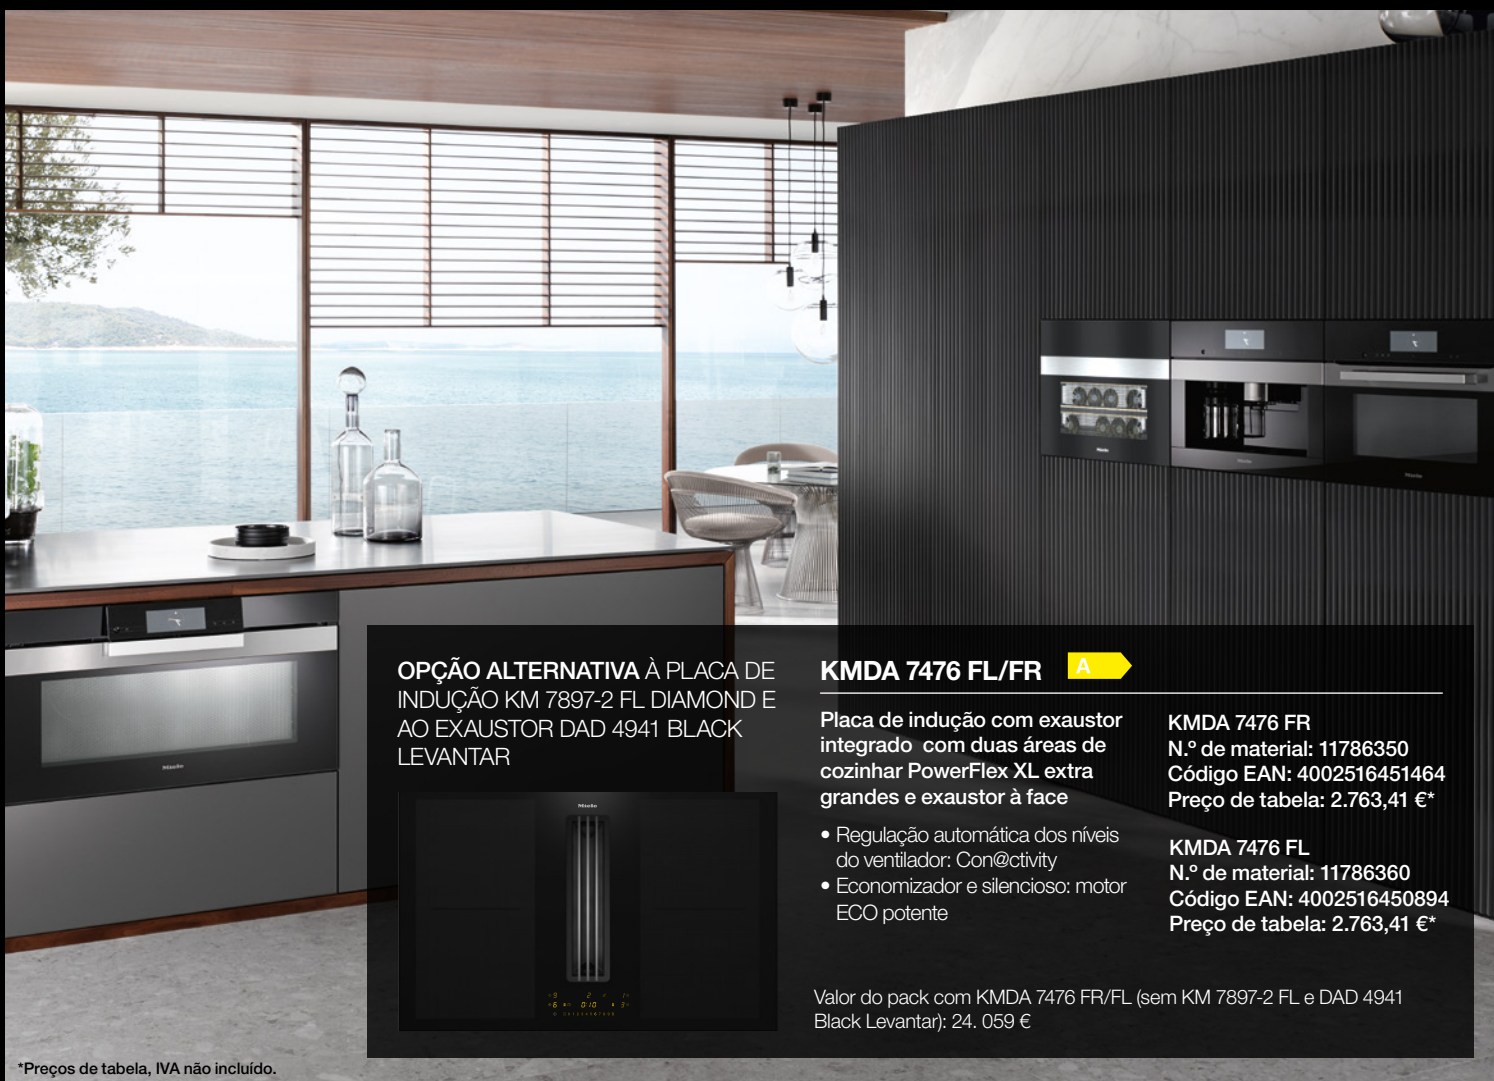 Miele
Miele
Miele
Miele
OPÇÃO ALTERNATIVA À PLACA DE
INDUÇÃO KM 7897-2 FL DIAMOND E
AO EXAUSTOR DAD 4941 BLACK
LEVANTAR
Miele
KMDA 7476 FL/FR A
Placa de indução com exaustor
integrado com duas áreas de
cozinhar PowerFlex XL extra
grandes e exaustor à face
• Regulação automática dos níveis
do ventilador: Con@ctivity
• Economizador e silencioso: motor
ECO potente
KMDA 7476 FR
N.º de material: 11786350
Código EAN: 4002516451464
Preço de tabela: 2.763,41 €*
KMDA 7476 FL
N.º de material: 11786360
Código EAN: 4002516450894
Preço de tabela: 2.763,41 €*
Valor do pack com KMDA 7476 FR/FL (sem KM 7897-2 FL e DAD 4941
Black Levantar): 24. 059 €
*Preços de tabela, IVA não incluído.